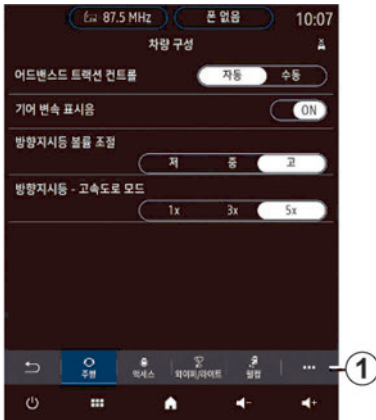 87.5 MHz 폰 없음 10:07
차량 구성
어드밴스드 트랙션 컨트롤 자동 수동
기어 변속 표시음 ON
방향지시등 볼륨 조절
저 중 고
방향지시등 - 고속도로 모드
1x 3x 5x
주행 억세스 와이퍼/라이트 웰컴 ...
1